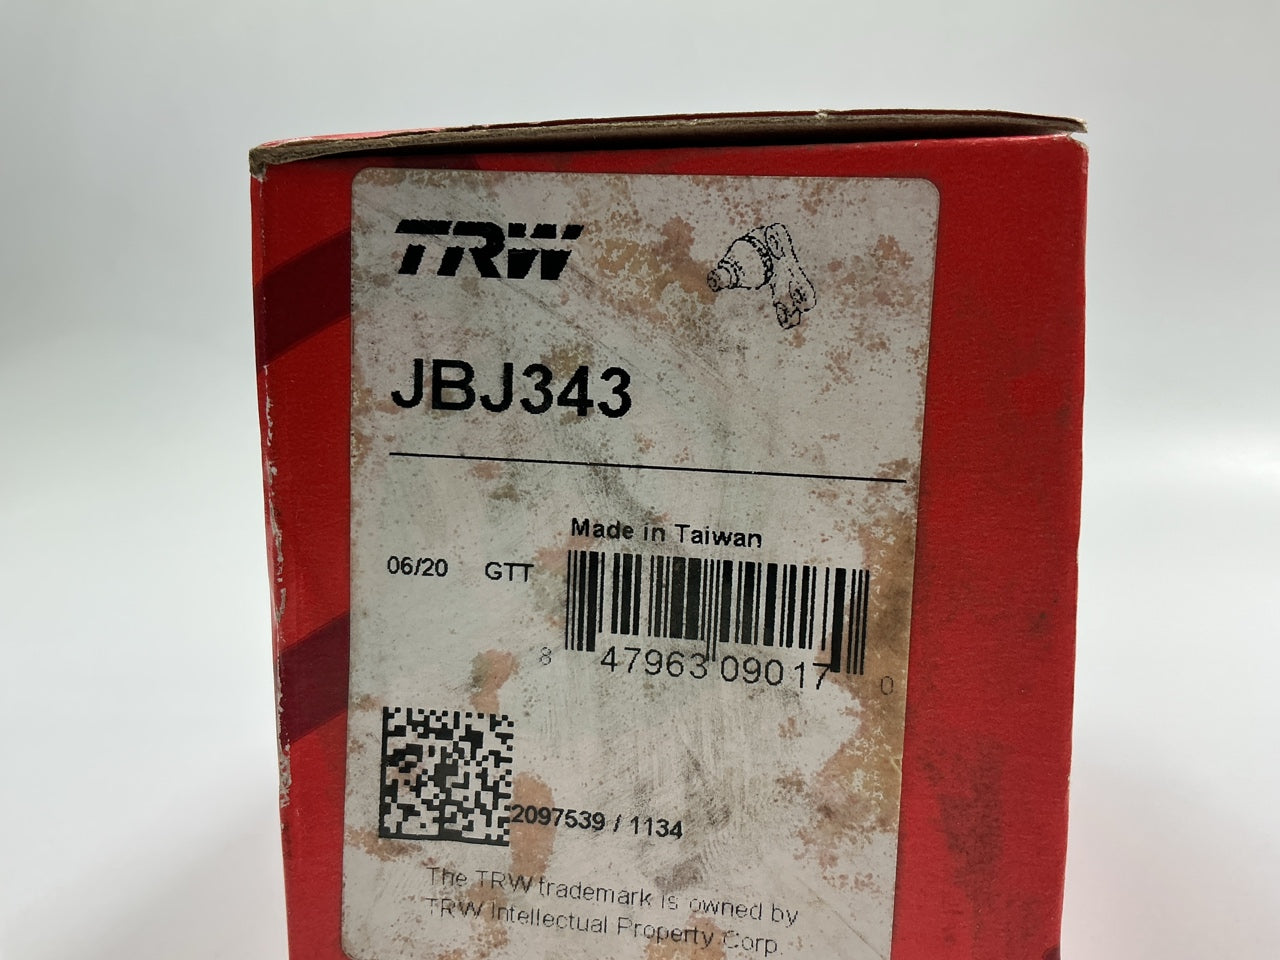 TRW
JBJ343
Made in Taiwan
06/20 GTT
8 47963 09017 0
2097539 / 1134
The TRW trademark is owned by
TRW Intellectual Property Corp.